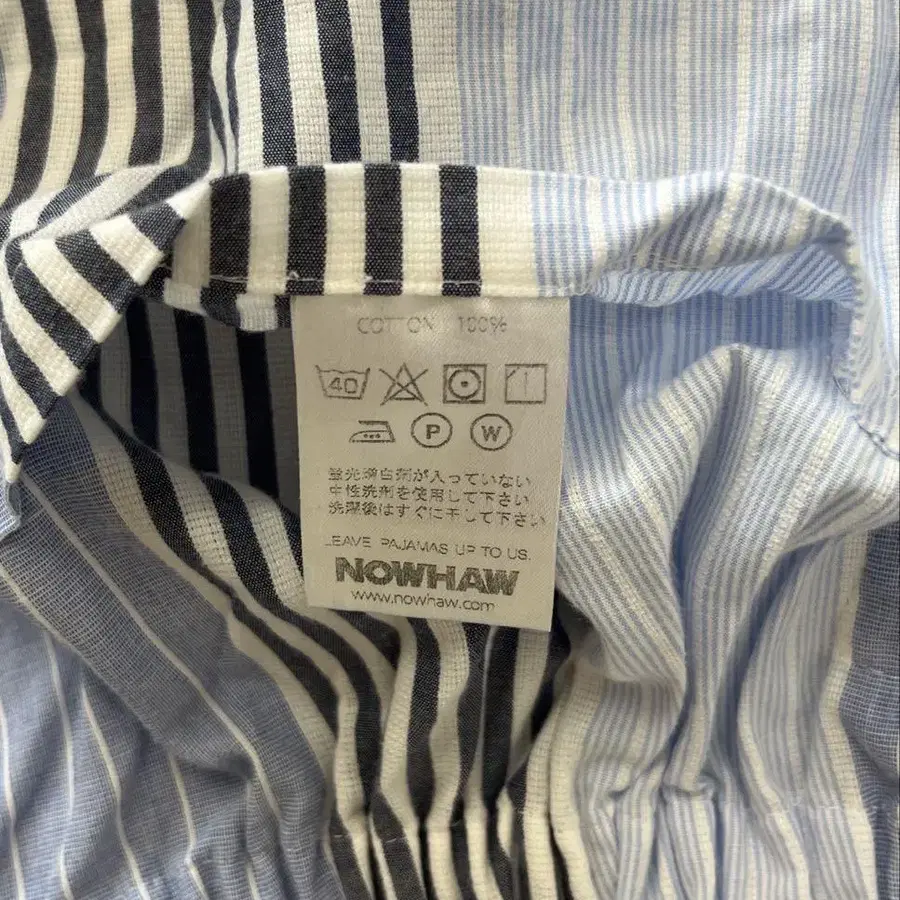 COTTON 100%
40
P W
蛍光増白剤が入っていない
中性洗剤を使用して下さい
洗濯後はすぐに干して下さい
LEAVE PAJAMAS UP TO US.
NOWHAW
www.nowhaw.com